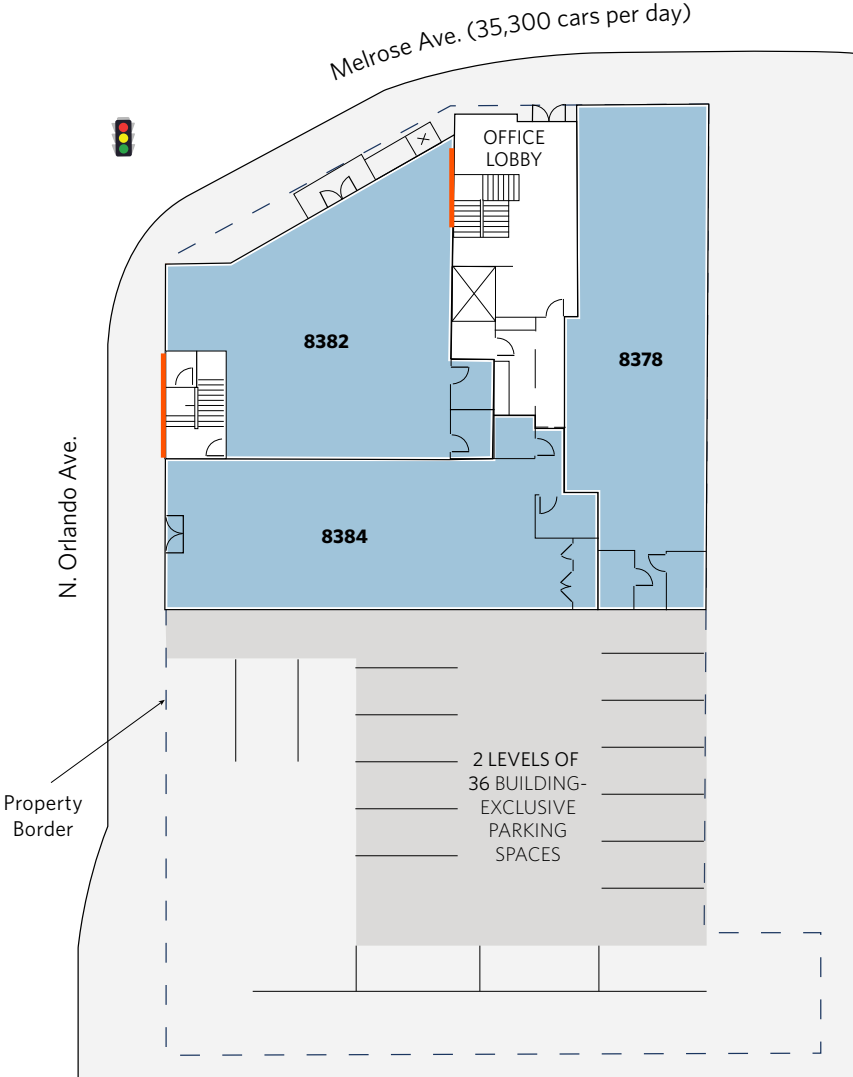 Melrose Ave. (35,300 cars per day)
OFFICE
LOBBY
8382
8378
N. Orlando Ave.
8384
Property
Border
2 LEVELS OF
36 BUILDING-
EXCLUSIVE
PARKING
SPACES